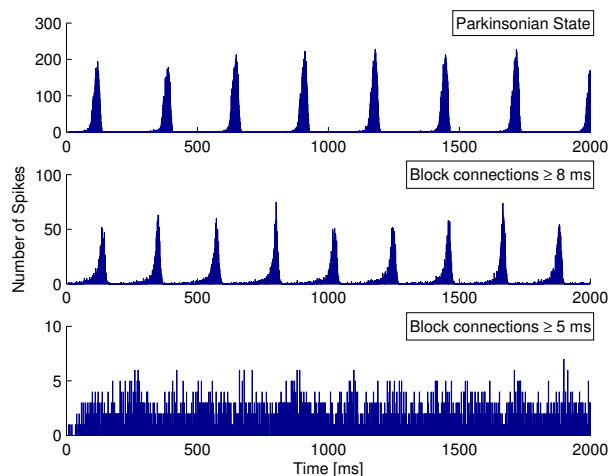 Parkinsonian State
300
200
100
0
0 500 1000 1500 2000
Block connections ≥ 8 ms
100
50
0
0 500 1000 1500 2000
Number of Spikes
Block connections ≥ 5 ms
10
5
0
0 500 1000 1500 2000
Time [ms]